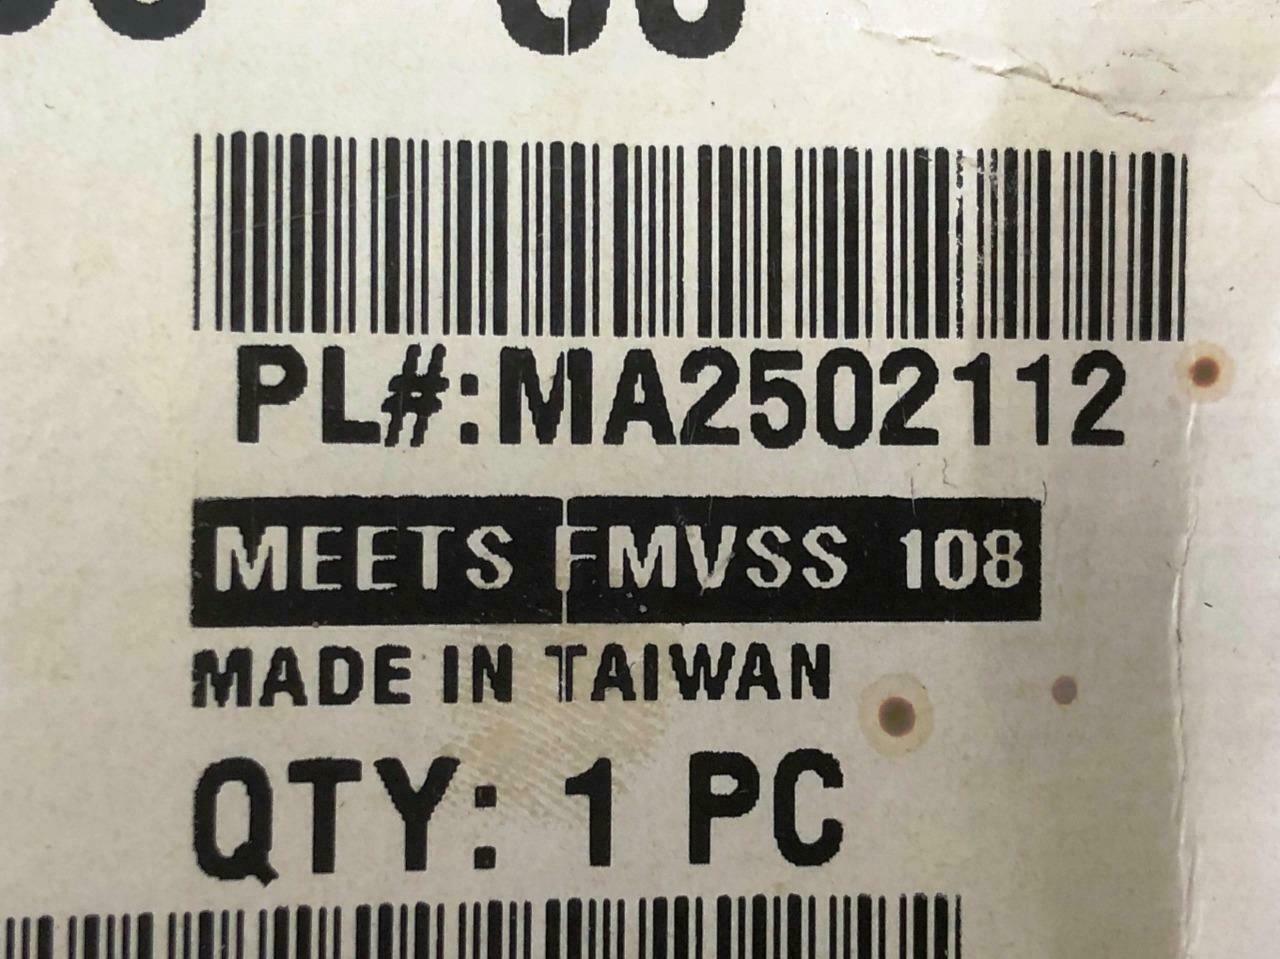 PL#:MA2502112
MEETS FMVSS 108
MADE IN TAIWAN
QTY: 1 PC